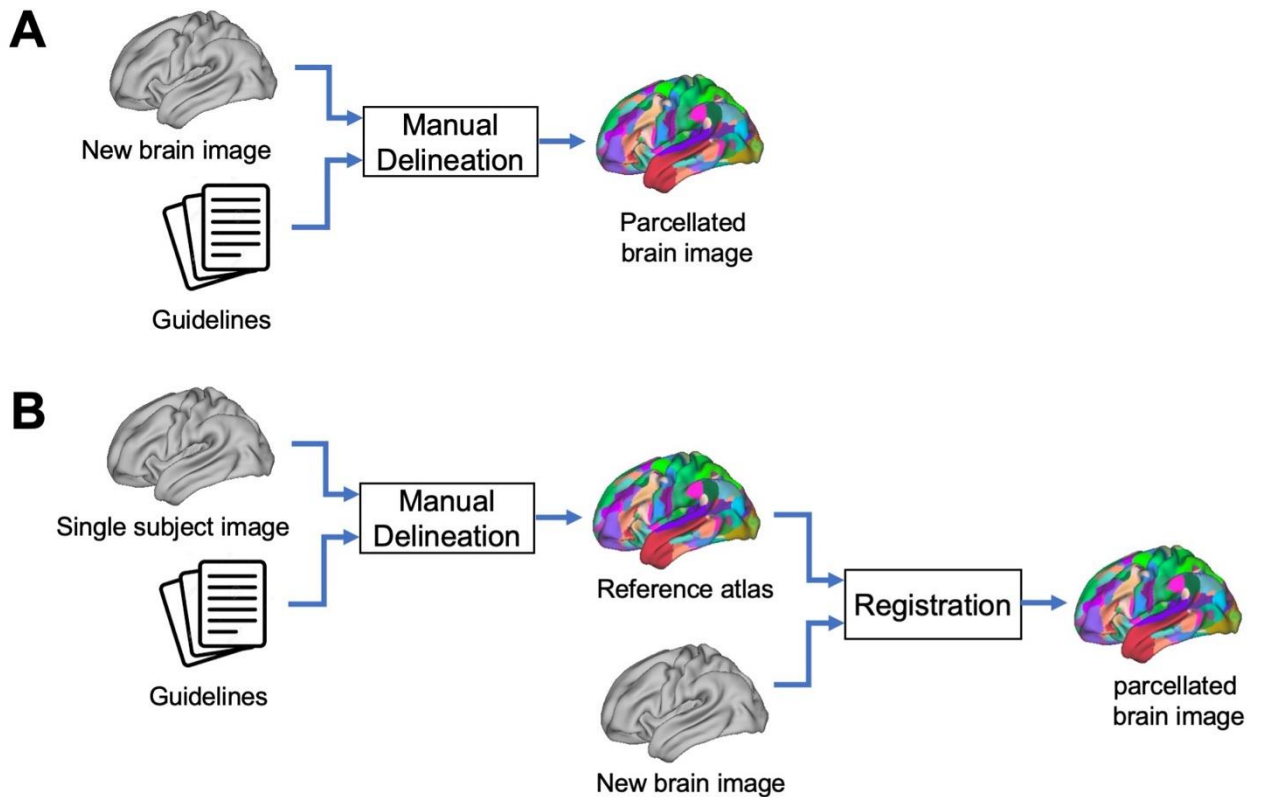 A
New brain image
Guidelines
Manual
Delineation
Parcellated
brain image
B
Single subject image
Guidelines
Manual
Delineation
Reference atlas
New brain image
Registration
parcellated
brain image